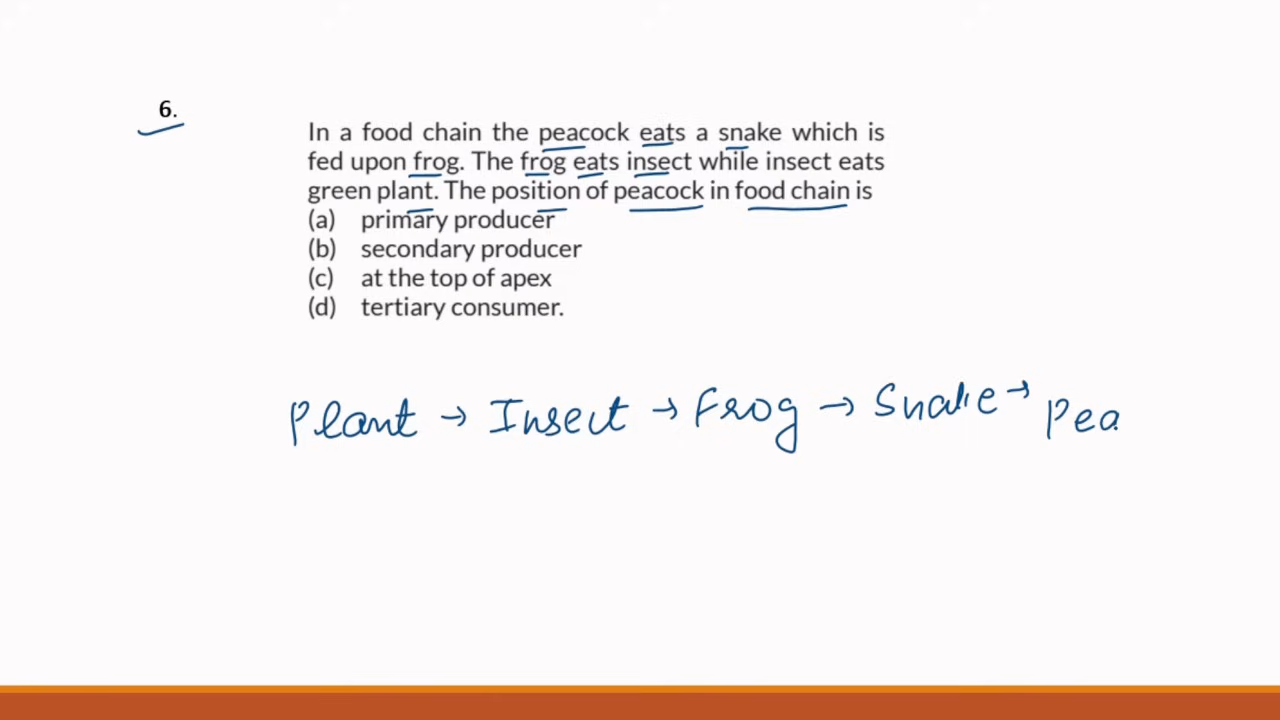 6.
In a food chain the peacock eats a snake which is
fed upon frog. The frog eats insect while insect eats
green plant. The position of peacock in food chain is
(a) primary producer
(b) secondary producer
(c) at the top of apex
(d) tertiary consumer.
Plant → Insect → Frog → Snake → Pea